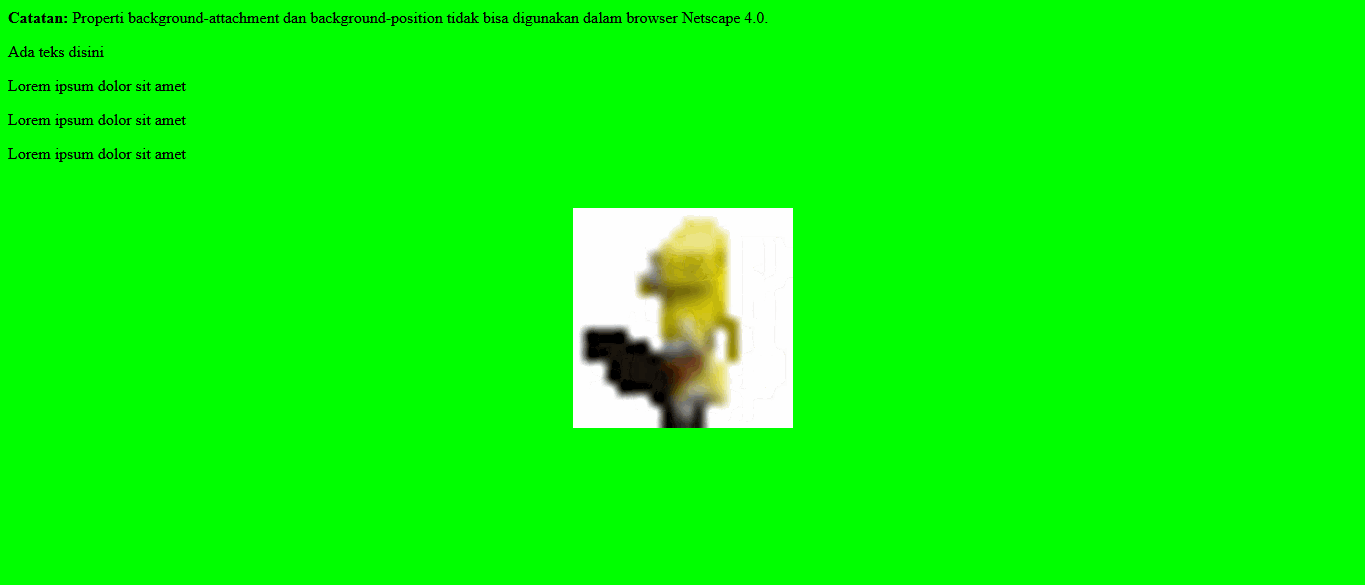 Catatan: Properti background-attachment dan background-position tidak bisa digunakan dalam browser Netscape 4.0.
Ada teks disini
Lorem ipsum dolor sit amet
Lorem ipsum dolor sit amet
Lorem ipsum dolor sit amet